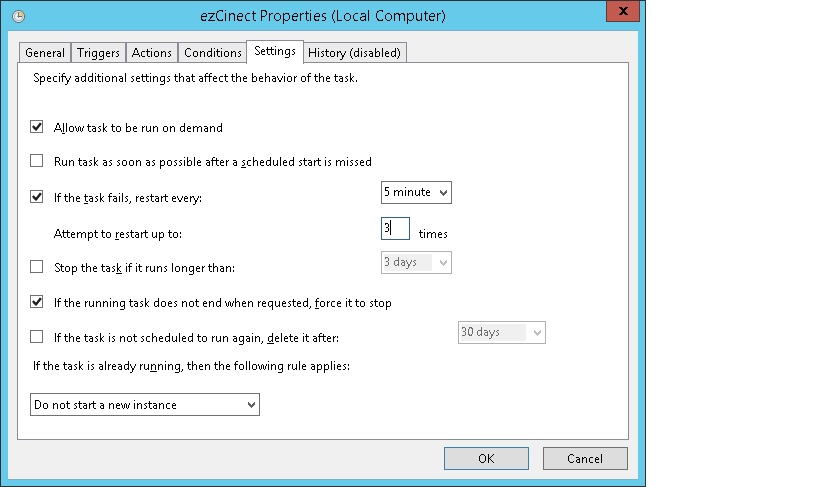 ezCinect Properties (Local Computer)
x
General Triggers Actions Conditions Settings History (disabled)
Specify additional settings that affect the behavior of the task.
Allow task to be run on demand
Run task as soon as possible after a scheduled start is missed
If the task fails, restart every: 5 minute
Attempt to restart up to: 3 times
Stop the task if it runs longer than: 3 days
If the running task does not end when requested, force it to stop
If the task is not scheduled to run again, delete it after: 30 days
If the task is already running, then the following rule applies:
Do not start a new instance
OK Cancel